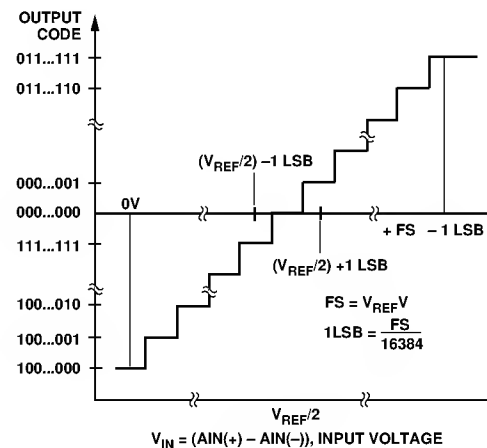 OUTPUT
CODE
011...111
011...110
(VREF/2) –1 LSB
000...001
0V
000...000
+ FS – 1 LSB
111...111
(VREF/2) +1 LSB
100...010
FS = VREFV
1LSB = FS
16384
100...001
100...000
VREF/2
VIN = (AIN(+) – AIN(–)), INPUT VOLTAGE